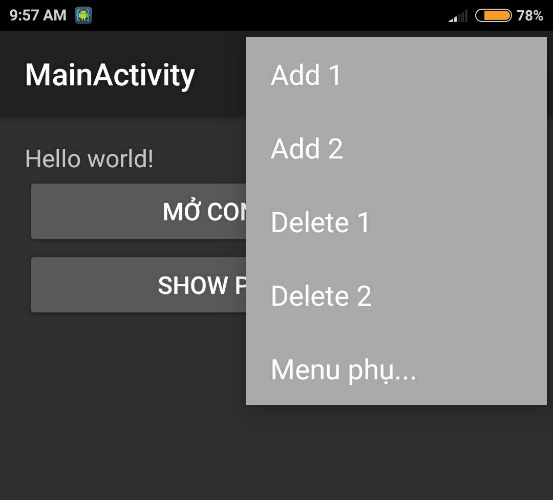 9:57 AM 78%
MainActivity
Add 1
Hello world!
Add 2
MỞ
Delete 1
SHOW
Delete 2
Menu phụ...